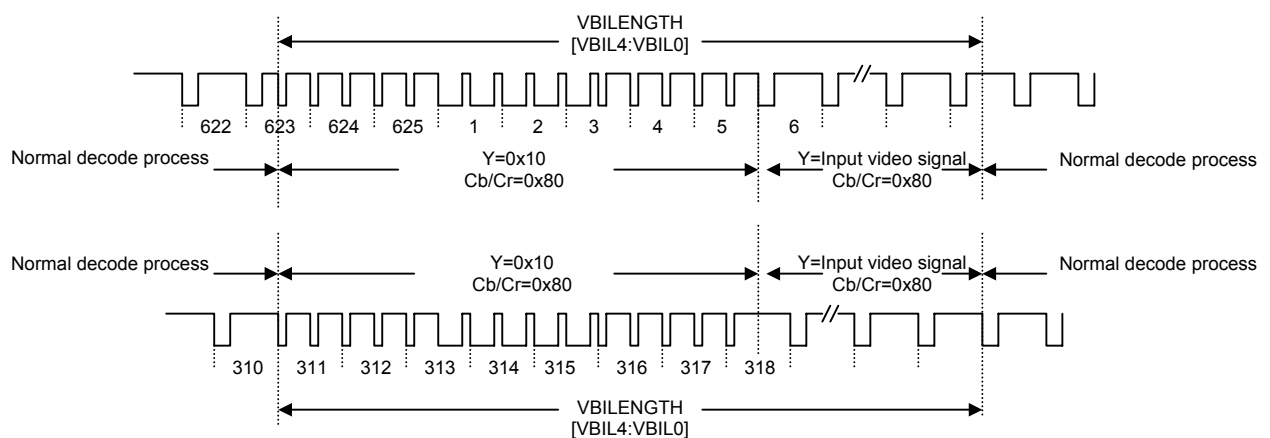 VBILENGTH
[VBIL4:VBIL0]
622 623 624 625 1 2 3 4 5 6
Normal decode process
Y=0x10
Cb/Cr=0x80
Y=Input video signal
Cb/Cr=0x80
Normal decode process
Normal decode process
Y=0x10
Cb/Cr=0x80
Y=Input video signal
Cb/Cr=0x80
Normal decode process
310 311 312 313 314 315 316 317 318
VBILENGTH
[VBIL4:VBIL0]